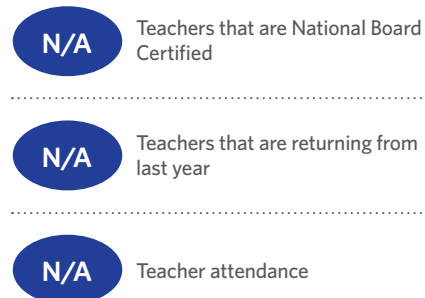 N/A
Teachers that are National Board
Certified
N/A
Teachers that are returning from
last year
N/A
Teacher attendance